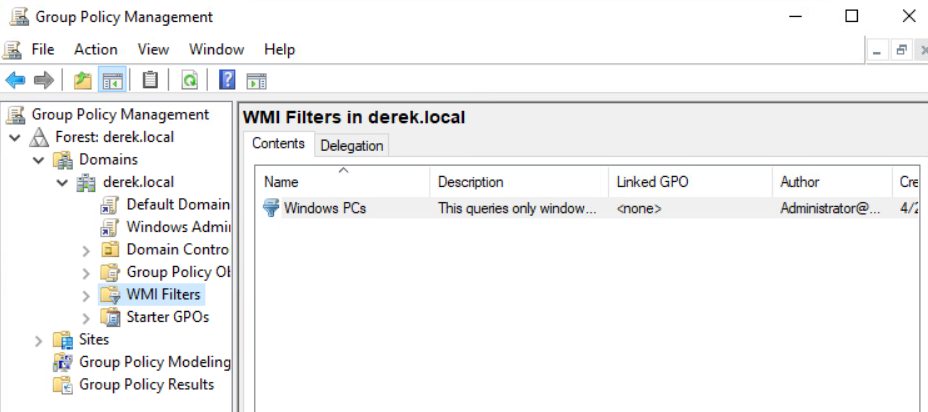 Group Policy Management
File Action View Window Help
Group Policy Management
Forest: derek.local
Domains
derek.local
Default Domain
Windows Admi
Domain Contro
Group Policy Ob
WMI Filters
Starter GPOs
Sites
Group Policy Modeling
Group Policy Results
WMI Filters in derek.local
Contents Delegation
Name Description Linked GPO Author Cre
Windows PCs This queries only window... <none> Administrator@... 4/2